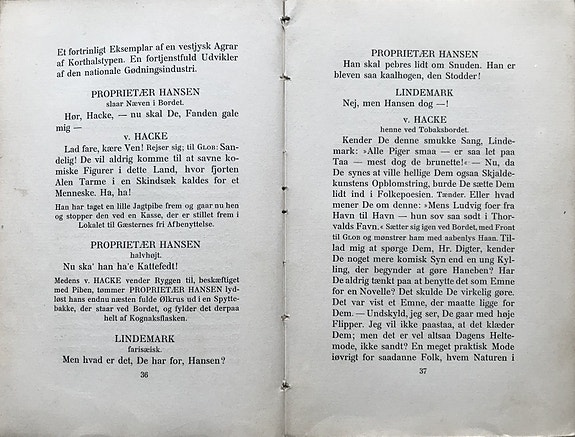 Et fortrinligt Eksemplar af en vestjysk Agrar
af Korthalstypen. En fortjenstfuld Udvikler
af den nationale Gødningsindustri.
PROPRIETÆR HANSEN
slaar Næven i Bordet.
Hør, Hacke, — nu skal De, Fanden gale
mig —
v. HACKE
Lad fare, kære Ven! Rejser sig; til GLOB: San-
delig! De vil aldrig komme til at savne ko-
miske Figurer i dette Land, hvor fjorten
Alen Tarme i en Skindsæk kaldes for et
Menneske. Ha, ha!
Han har taget en lille Jagtpibe frem og gaar nu hen
og stopper den ved en Kasse, der er stillet frem i
Lokalet til Gæsternes fri Afbenyttelse.
PROPRIETÆR HANSEN
halvhøjt.
Nu ska' han ha'e Kattefedt!
Medens v. HACKE vender Ryggen til, beskæftiget
med Piben, tømmer PROPRIETÆR HANSEN lyd-
løst hans endnu næsten fulde Ølkrus ud i en Spytte-
bakke, der staar ved Bordet, og fylder det derpaa
helt af Kognaksflasken.
LINDEMARK
farisæisk.
Men hvad er det, De har for, Hansen?
36
PROPRIETÆR HANSEN
Han skal pebres lidt om Snuden. Han er
bleven saa kaalhøgen, den Stodder!
LINDEMARK
Nej, men Hansen dog —!
v. HACKE
henne ved Tobaksbordet.
Kender De denne smukke Sang, Linde-
mark: »Alle Piger smaa — er saa let paa
Taa — mest dog de brunette!« — Nu, da
De synes at ville hellige Dem ogsaa Skjalde-
kunstens Opblomstring, burde De sætte Dem
lidt ind i Folkepoesien. Tænder. Eller hvad
mener De om denne: »Mens Ludvig foer fra
Havn til Havn — hun sov saa sødt i Thor-
valds Favn.« Sætter sig igen ved Bordet, med Front
til GLOB og mønstrer ham med aabenlys Haan. Til-
lad mig at spørge Dem, Hr. Digter, kender
De noget mere komisk Syn end en ung Kyl-
ling, der begynder at gøre Haneben? Har
De aldrig tænkt paa at benytte det som Emne
for en Novelle? Det skulde De virkelig gøre.
Det var vist et Emne, der maatte ligge for
Dem. — Undskyld, jeg ser, De gaar med høje
Flipper. Jeg vil ikke paastaa, at det klæder
Dem; men det er vel altsaa Dagens Helte-
mode, ikke sandt? En meget praktisk Mode
iøvrigt for saadanne Folk, hvem Naturen i
37